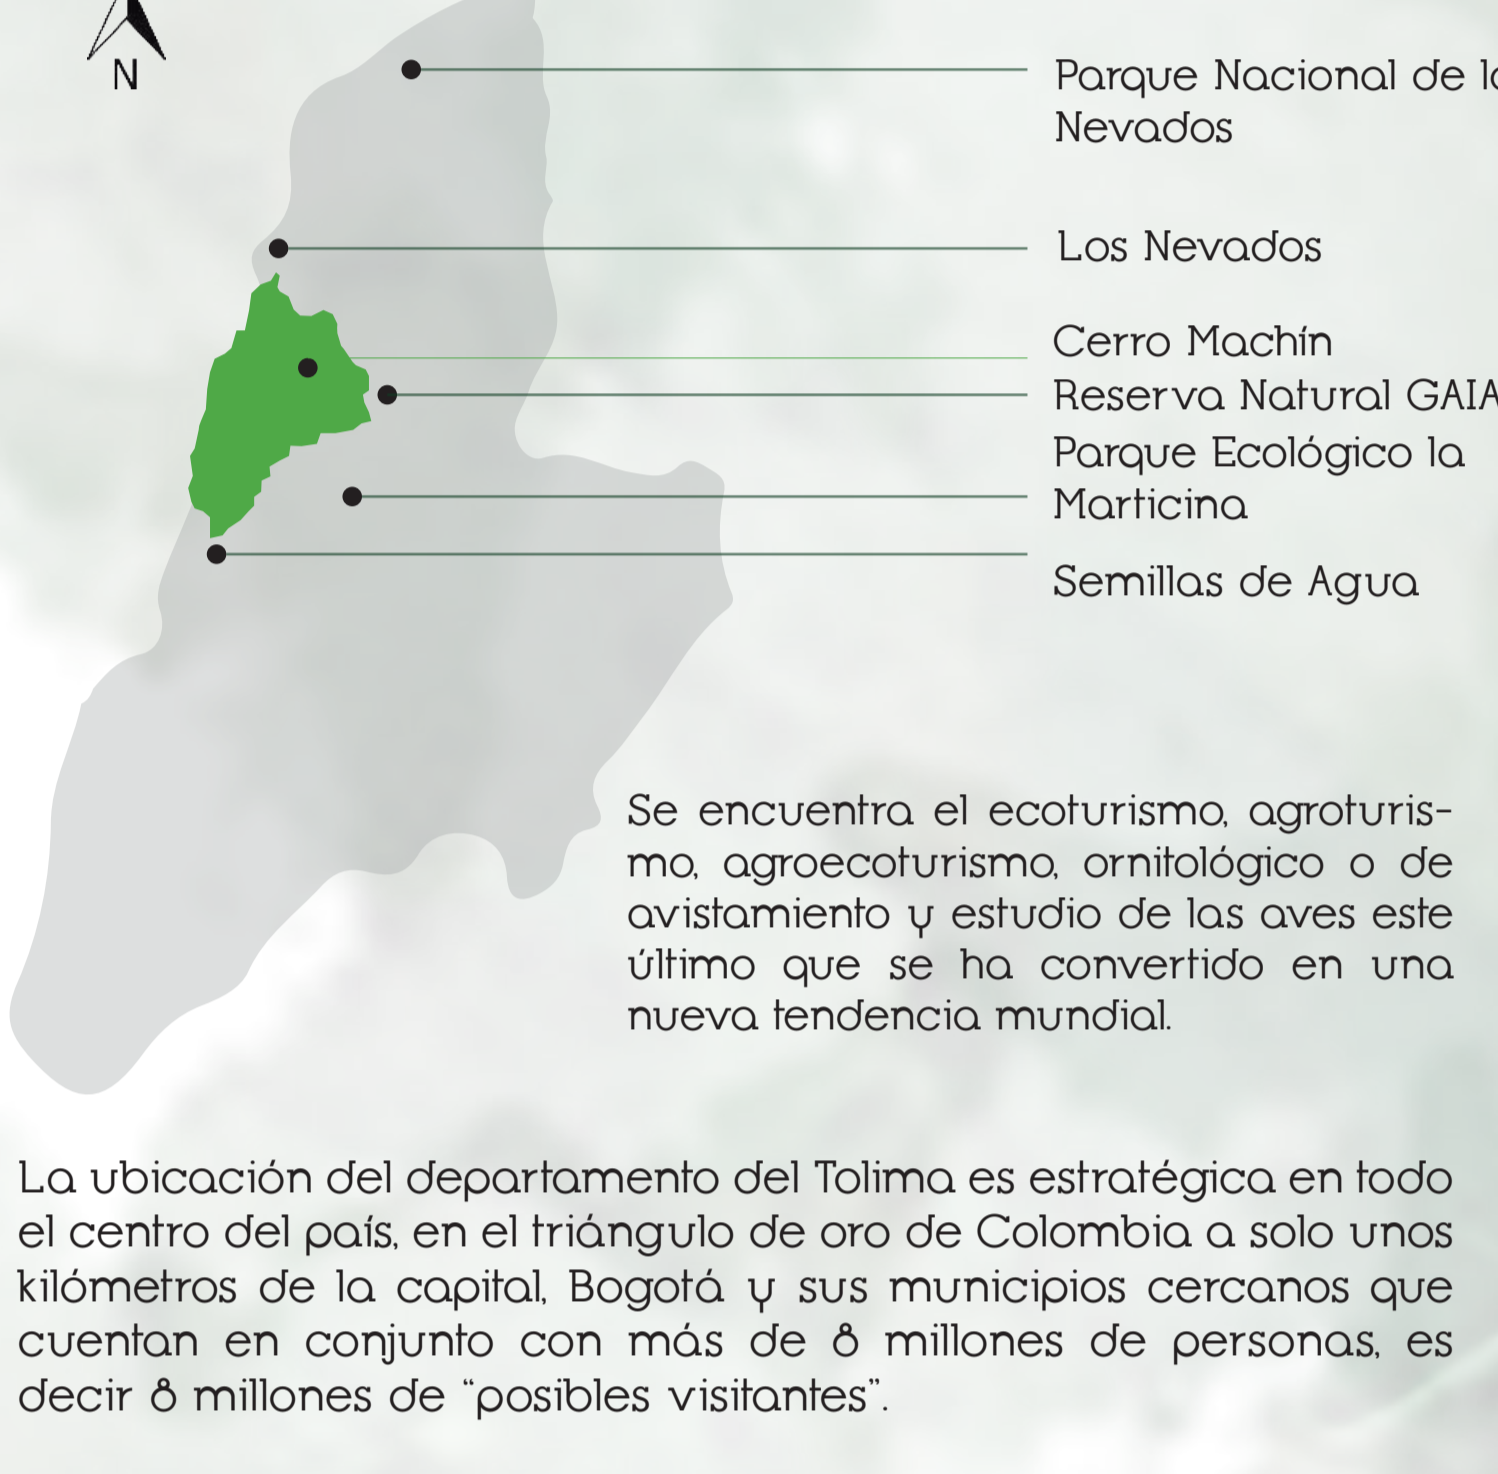 N
Parque Nacional de
Nevados
Los Nevados
Cerro Machín
Reserva Natural GAIA
Parque Ecológico la
Marticina
Semillas de Agua
Se encuentra el ecoturismo, agroturis-
mo, agroecoturismo, ornitológico o de
avistamiento y estudio de las aves este
último que se ha convertido en una
nueva tendencia mundial.
La ubicación del departamento del Tolima es estratégica en todo
el centro del país, en el triángulo de oro de Colombia a solo unos
kilómetros de la capital, Bogotá y sus municipios cercanos que
cuentan en conjunto con más de 8 millones de personas, es
decir 8 millones de “posibles visitantes”.